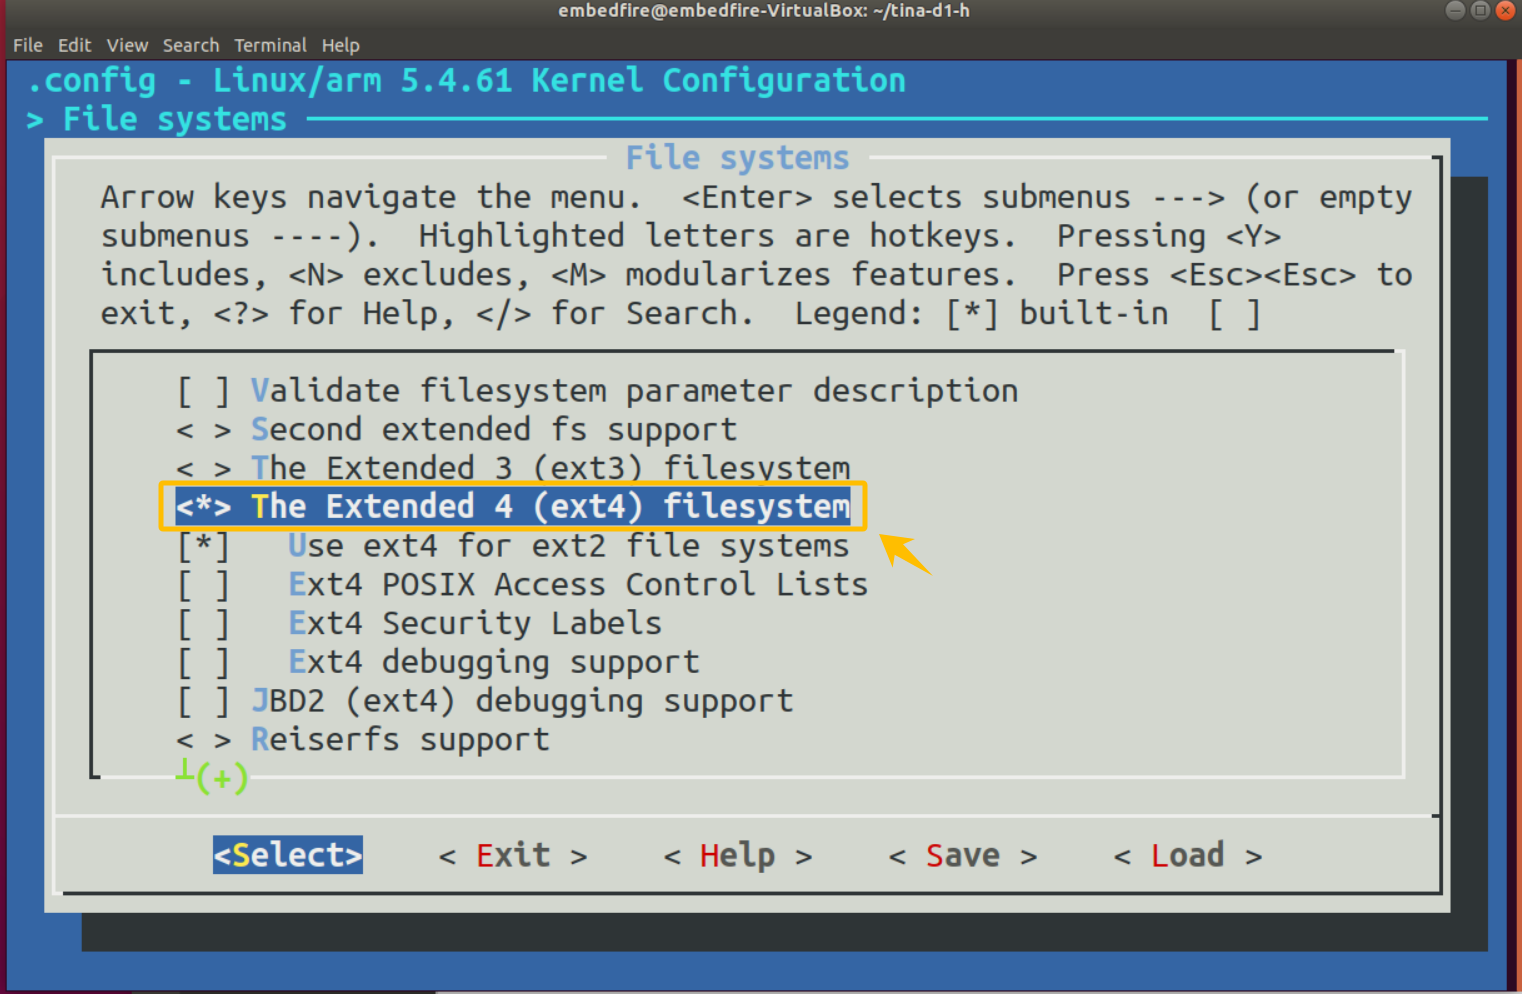 embedfire@embedfire-VirtualBox: ~/tina-d1-h
File Edit View Search Terminal Help
.config - Linux/arm 5.4.61 Kernel Configuration
> File systems
File systems
Arrow keys navigate the menu.  <Enter> selects submenus ---> (or empty
submenus ----).  Highlighted letters are hotkeys.  Pressing <Y>
includes, <N> excludes, <M> modularizes features.  Press <Esc><Esc> to
exit, <?> for Help, </> for Search.  Legend: [*] built-in  [ ]
[ ] Validate filesystem parameter description
< > Second extended fs support
< > The Extended 3 (ext3) filesystem
<*> The Extended 4 (ext4) filesystem
[*]   Use ext4 for ext2 file systems
[ ]   Ext4 POSIX Access Control Lists
[ ]   Ext4 Security Labels
[ ]   Ext4 debugging support
[ ] JBD2 (ext4) debugging support
< > Reiserfs support
┴(+)
<Select>    < Exit >    < Help >    < Save >    < Load >